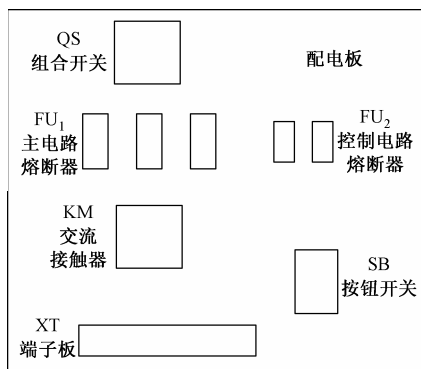 QS
组合开关
配电板
FU₁
主电路
熔断器
FU₂
控制电路
熔断器
KM
交流
接触器
SB
按钮开关
XT
端子板